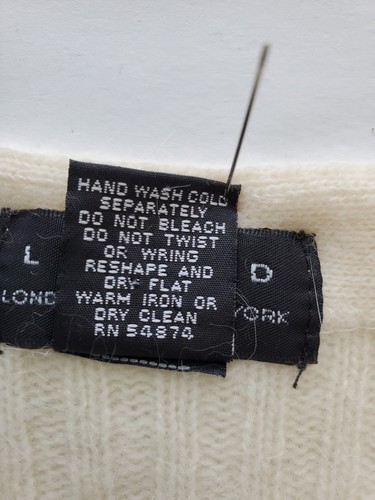 HAND WASH COLD
SEPARATELY
DO NOT BLEACH
DO NOT TWIST
OR WRING
RESHAPE AND
DRY FLAT
WARM IRON OR
DRY CLEAN
RN 54874
L
D
LOND
YORK